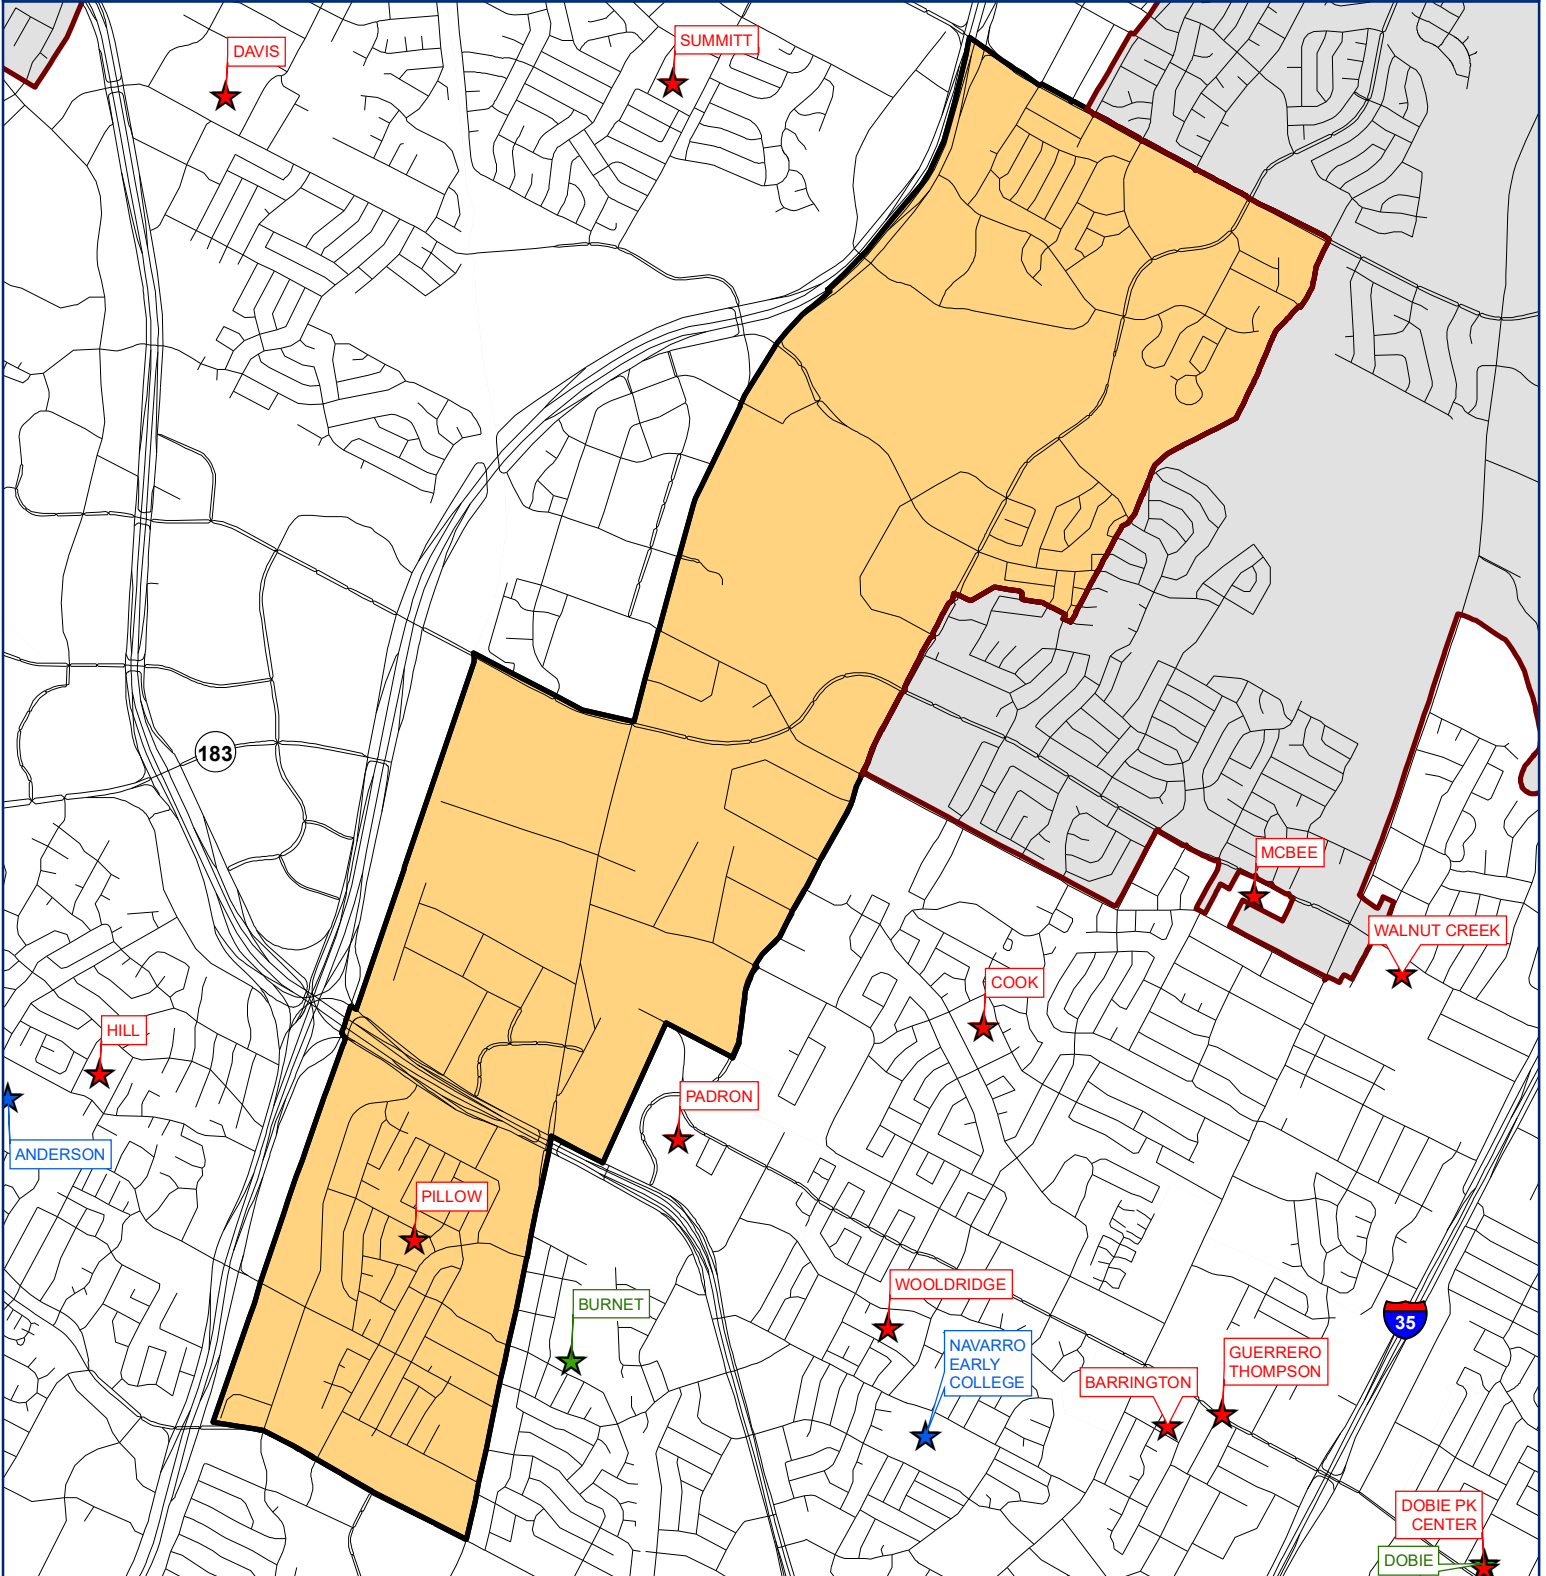 SUMMITT
DAVIS
183
MCBEE
WALNUT CREEK
COOK
HILL
PADRON
ANDERSON
PILLOW
WOOLDRIDGE
BURNET
35
NAVARRO
EARLY
COLLEGE
GUERRERO
THOMPSON
BARRINGTON
DOBIE PK
CENTER
DOBIE